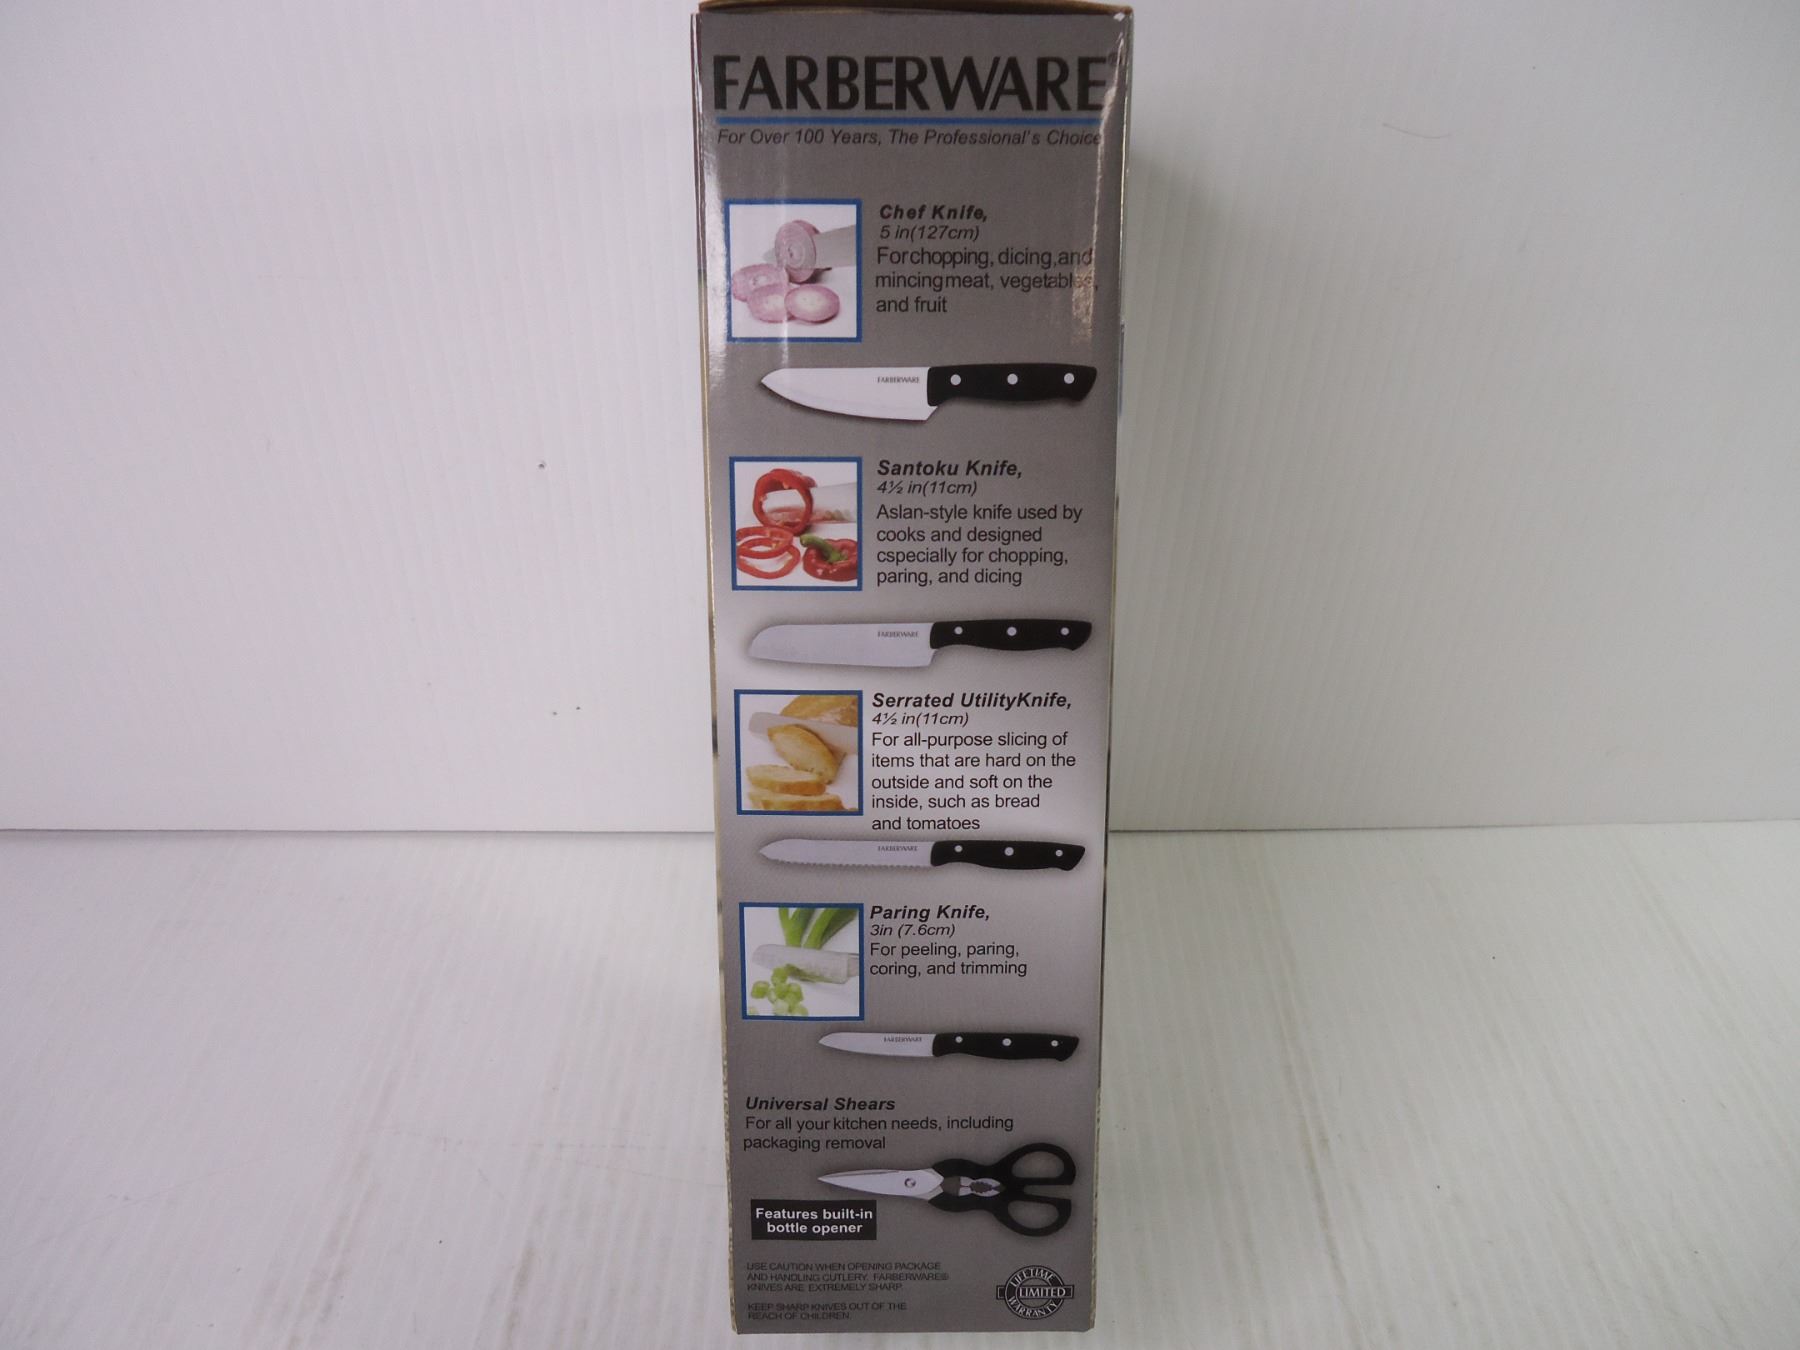 FARBERWARE®
For Over 100 Years, The Professional's Choice
Chef Knife,
5 in(127cm)
Forchopping, dicing,and
mincingmeat, vegetables,
and fruit
FARBERWARE
Santoku Knife,
4½ in(11cm)
Aslan-style knife used by
cooks and designed
cspecially for chopping,
paring, and dicing
FARBERWARE
Serrated UtilityKnife,
4½ in(11cm)
For all-purpose slicing of
items that are hard on the
outside and soft on the
inside, such as bread
and tomatoes
FARBERWARE
Paring Knife,
3in (7.6cm)
For peeling, paring,
coring, and trimming
FARBERWARE
Universal Shears
For all your kitchen needs, including
packaging removal
Features built-in
bottle opener
USE CAUTION WHEN OPENING PACKAGE
AND HANDLING CUTLERY. FARBERWARE®
KNIVES ARE EXTREMELY SHARP.
KEEP SHARP KNIVES OUT OF THE
REACH OF CHILDREN.
LIFETIME
LIMITED
WARRANTY